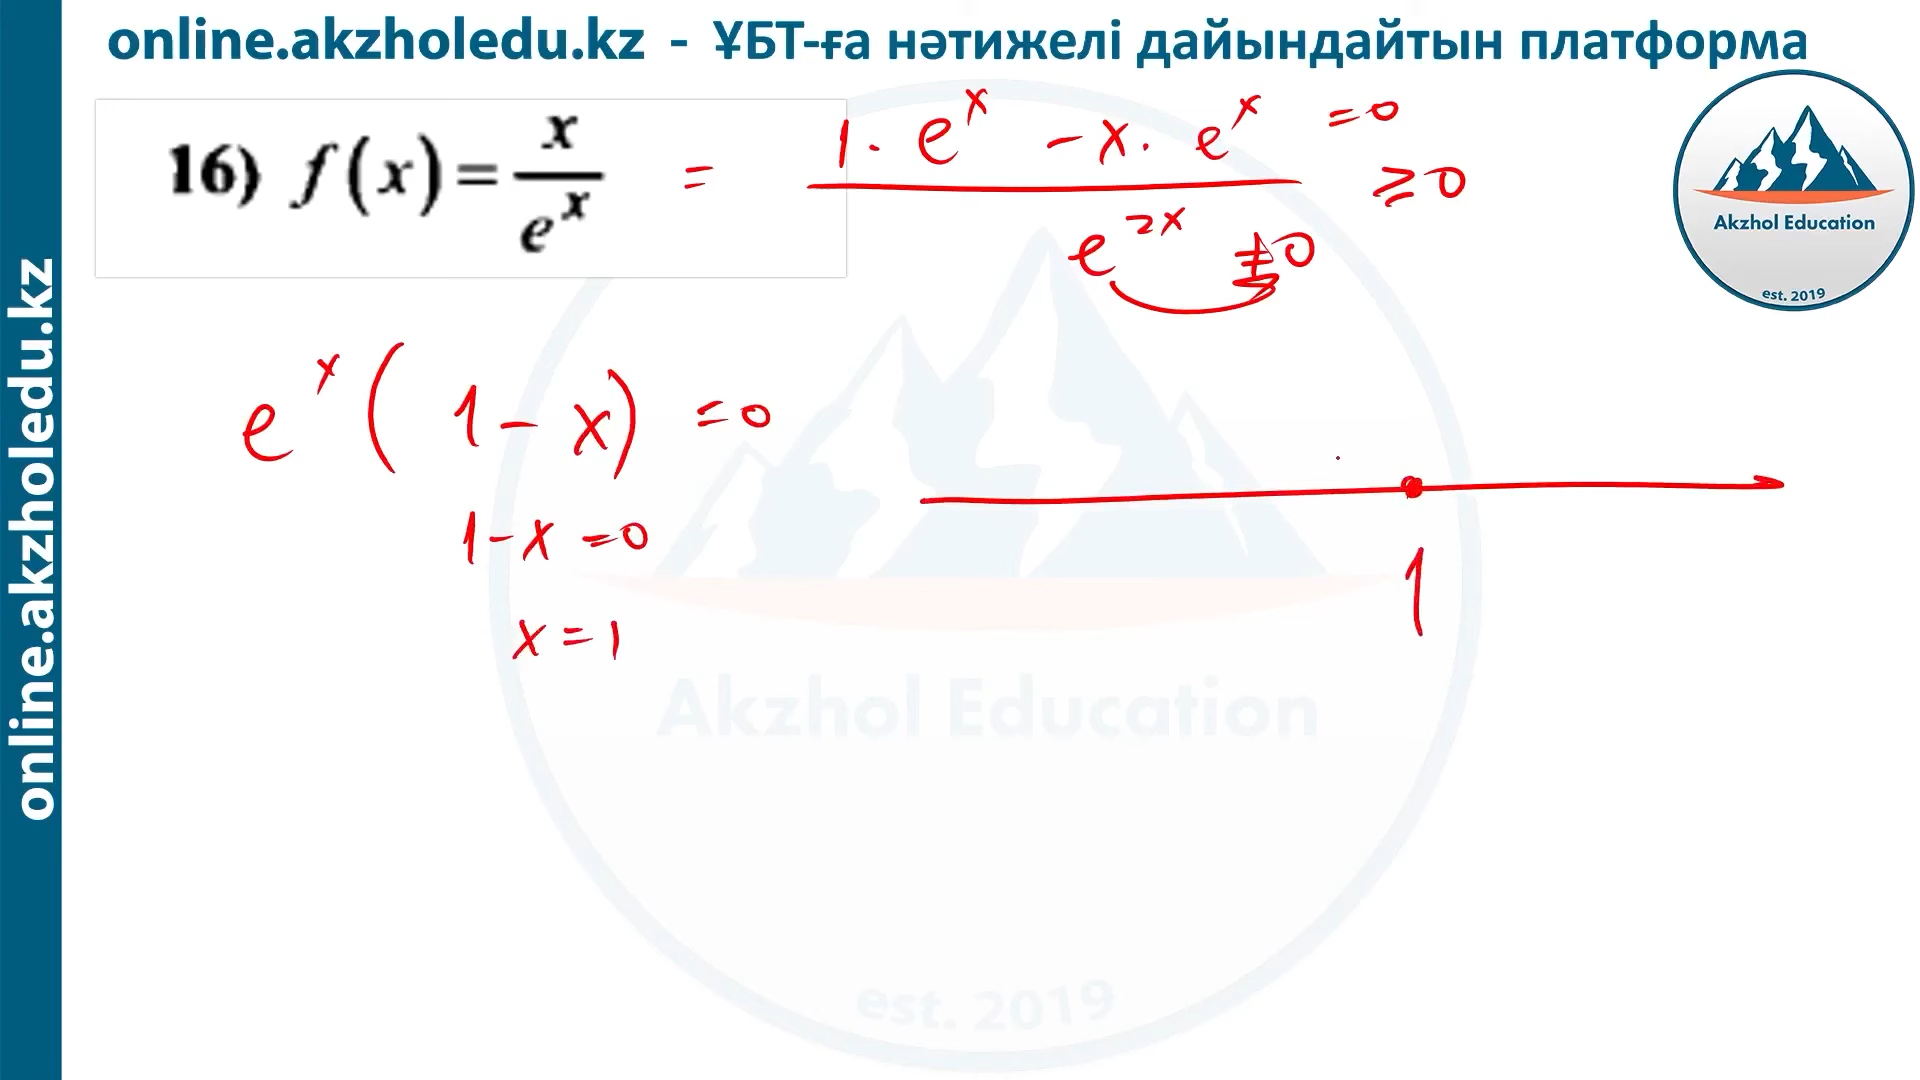 online.akzholedu.kz - ҰБТ-ға нәтижелі дайындайтын платформа
16) f(x) = x/e^x = (1 · e^x - x · e^x)/e^2x = 0
≥ 0
≠ 0
e^x (1 - x) = 0
1 - x = 0
x = 1
1
Akzhol Education
est. 2019
online.akzholedu.kz
Akzhol Education
est. 2019